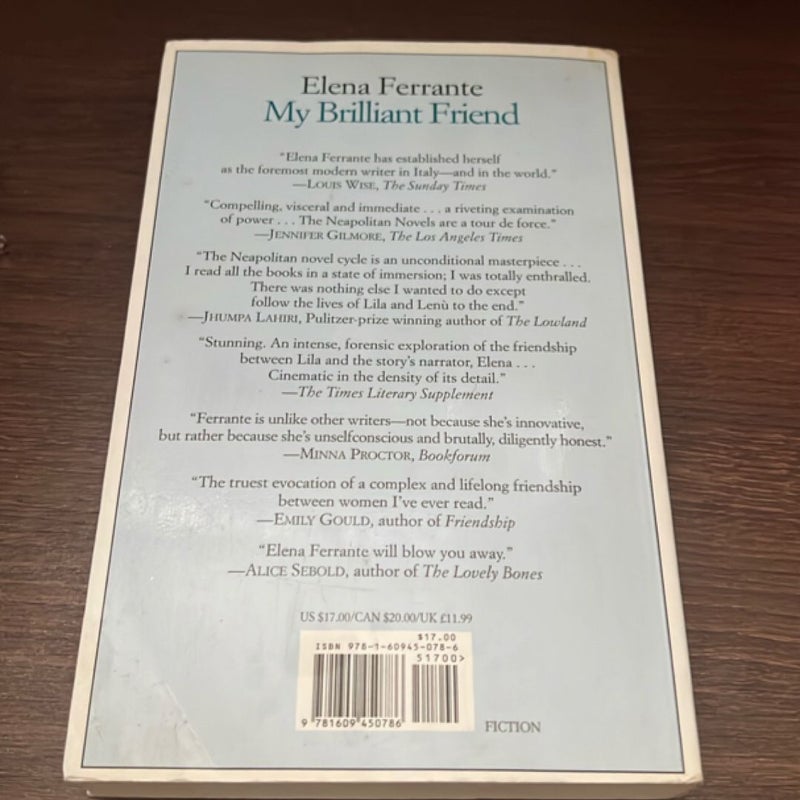 Elena Ferrante
My Brilliant Friend
“Elena Ferrante has established herself
as the foremost modern writer in Italy—and in the world.”
—LOUIS WISE, The Sunday Times
“Compelling, visceral and immediate . . . a riveting examination
of power . . . The Neapolitan Novels are a tour de force.”
—JENNIFER GILMORE, The Los Angeles Times
“The Neapolitan novel cycle is an unconditional masterpiece . . .
I read all the books in a state of immersion; I was totally enthralled.
There was nothing else I wanted to do except
follow the lives of Lila and Lenù to the end.”
—JHUMPA LAHIRI, Pulitzer-prize winning author of The Lowland
“Stunning. An intense, forensic exploration of the friendship
between Lila and the story’s narrator, Elena . . .
Cinematic in the density of its detail.”
—The Times Literary Supplement
“Ferrante is unlike other writers—not because she’s innovative,
but rather because she’s unselfconscious and brutally, diligently honest.”
—MINNA PROCTOR, Bookforum
“The truest evocation of a complex and lifelong friendship
between women I’ve ever read.”
—EMILY GOULD, author of Friendship
“Elena Ferrante will blow you away.”
—ALICE SEBOLD, author of The Lovely Bones
US $17.00/CAN $20.00/UK £11.99
$17.00
ISBN 978-1-60945-078-6
51700>
9 781609 450786
FICTION